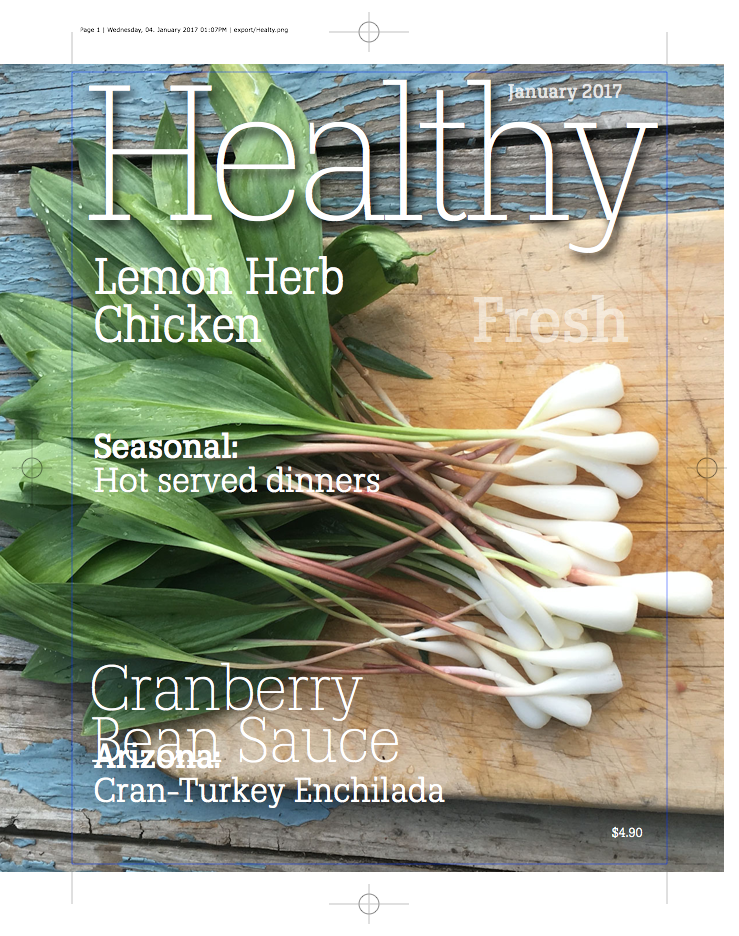 Page 1 | Wednesday, 04. January 2017 01:07PM | export/Healty.png
January 2017
Healthy
Lemon Herb
Chicken
Fresh
Seasonal:
Hot served dinners
Cranberry
Bean Sauce
Arizona:
Cran-Turkey Enchilada
$4.90